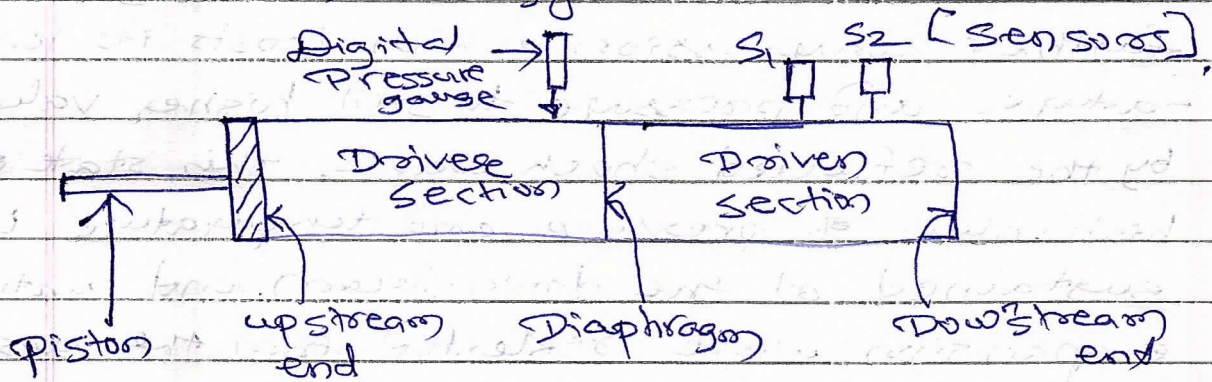 Digital
Pressure
gauge
S1
S2 [Sensors].
Driver
section
Driven
section
Piston
upstream
end
Diaphragm
Downstream
end